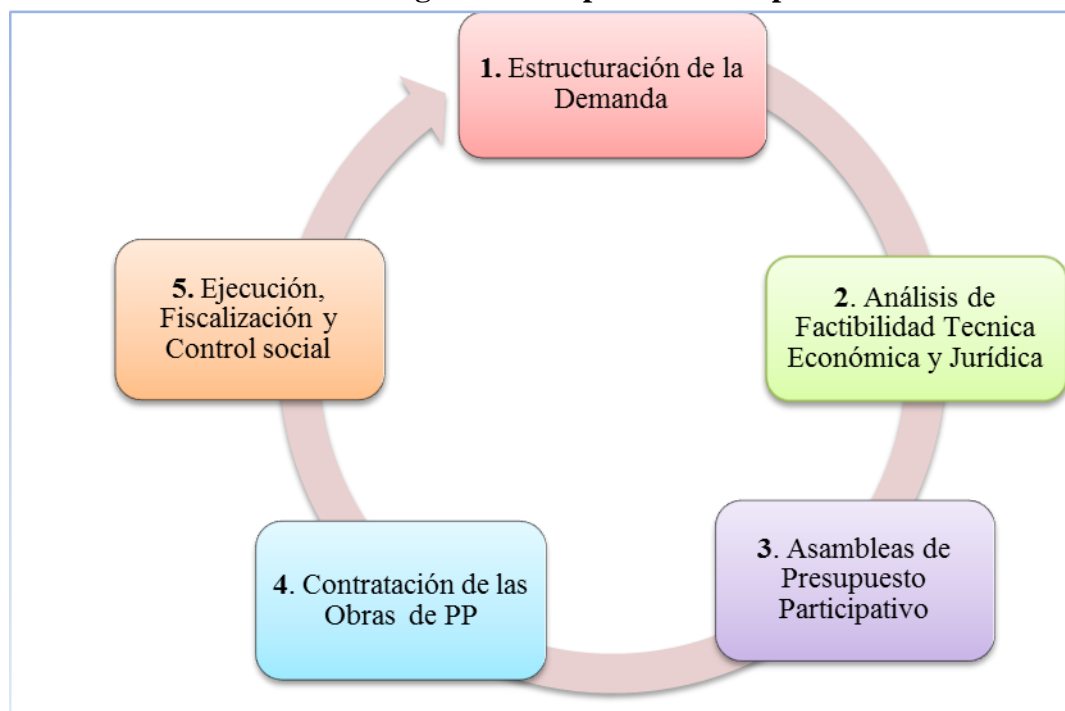 1. Estructuración de la
Demanda
2. Análisis de
Factibilidad Tecnica
Económica y Jurídica
3. Asambleas de
Presupuesto
Participativo
4. Contratación de las
Obras de PP
5. Ejecución,
Fiscalización y
Control social